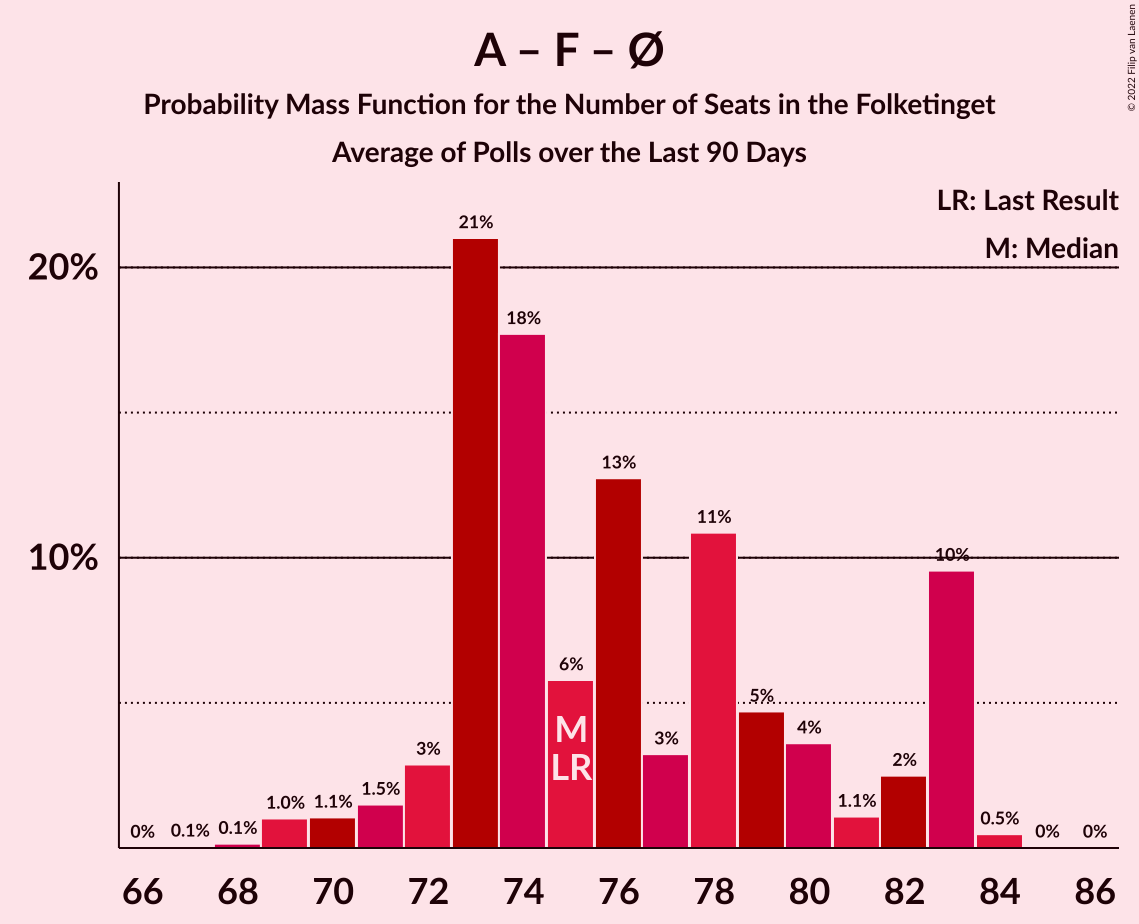 A – F – Ø
Probability Mass Function for the Number of Seats in the Folketinget
Average of Polls over the Last 90 Days
© 2022 Filip van Laenen
LR: Last Result
M: Median
20%
10%
0%
0.1%
0.1%
1.0%
1.1%
1.5%
3%
21%
18%
6%
13%
3%
11%
5%
4%
1.1%
2%
10%
0.5%
0%
0%
M
LR
66 68 70 72 74 76 78 80 82 84 86